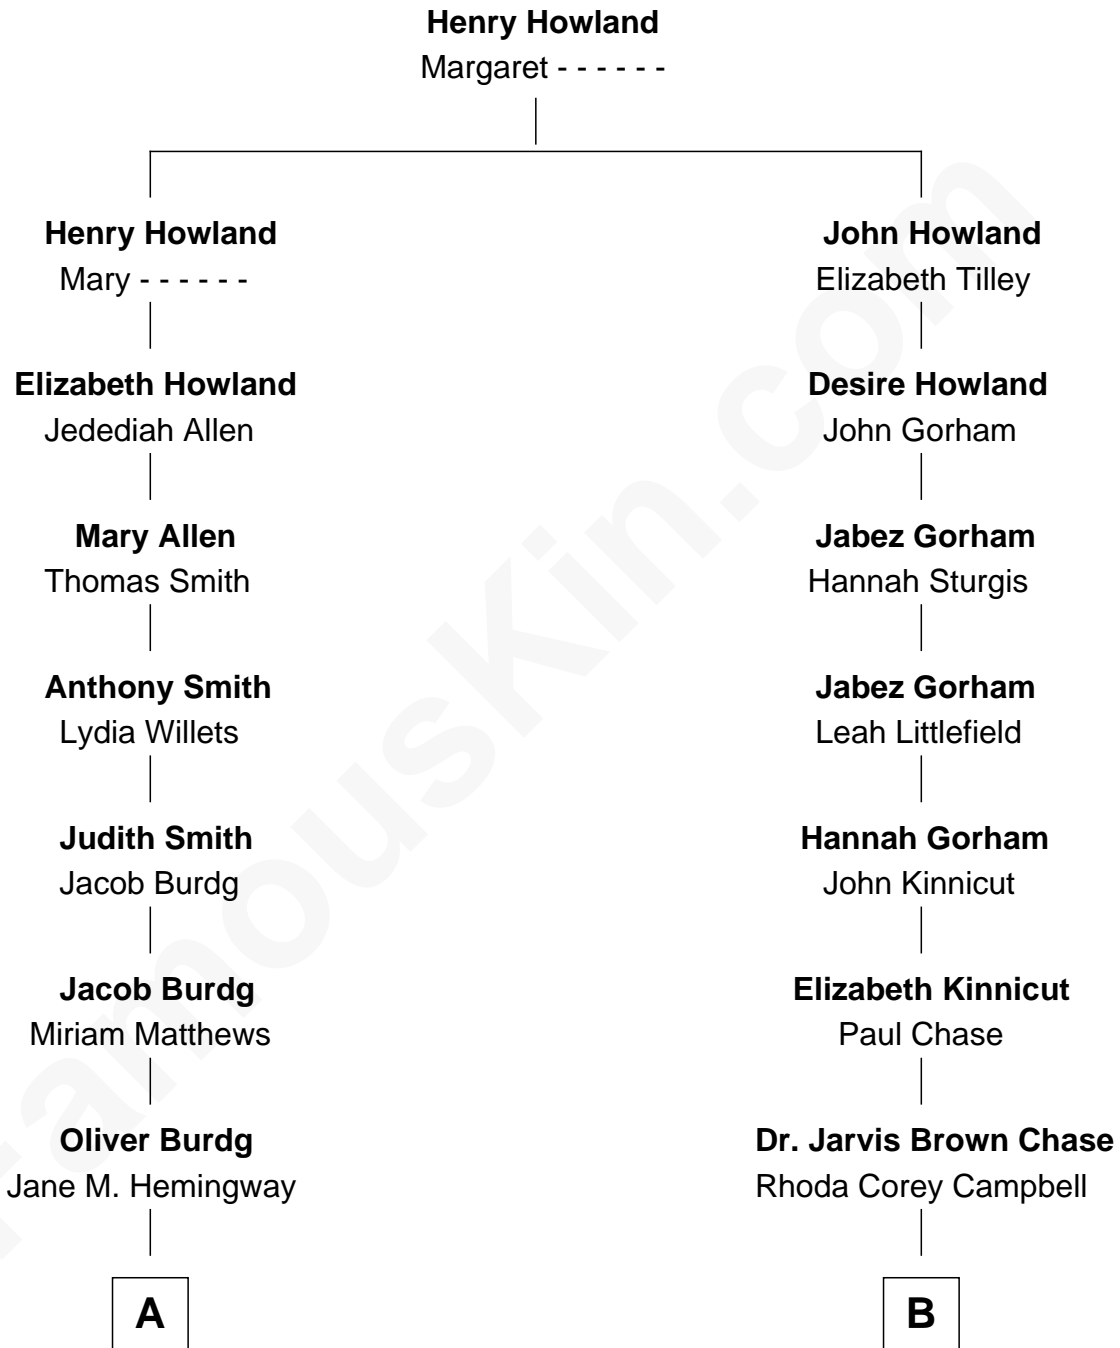 Henry Howland
Margaret - - - - - -
Henry Howland
Mary - - - - - -
John Howland
Elizabeth Tilley
Elizabeth Howland
Jedediah Allen
Desire Howland
John Gorham
Mary Allen
Thomas Smith
Jabez Gorham
Hannah Sturgis
Anthony Smith
Lydia Willets
Jabez Gorham
Leah Littlefield
Judith Smith
Jacob Burdg
Hannah Gorham
John Kinnicut
Jacob Burdg
Miriam Matthews
Elizabeth Kinnicut
Paul Chase
Oliver Burdg
Jane M. Hemingway
Dr. Jarvis Brown Chase
Rhoda Corey Campbell
A
B
FamousKin.com